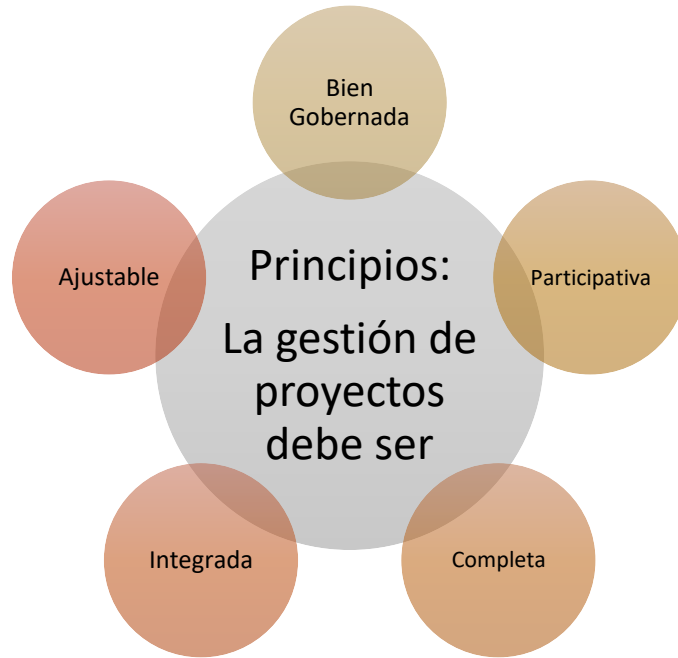 Bien
Gobernada
Ajustable
Participativa
Principios:
La gestión de
proyectos
debe ser
Integrada
Completa